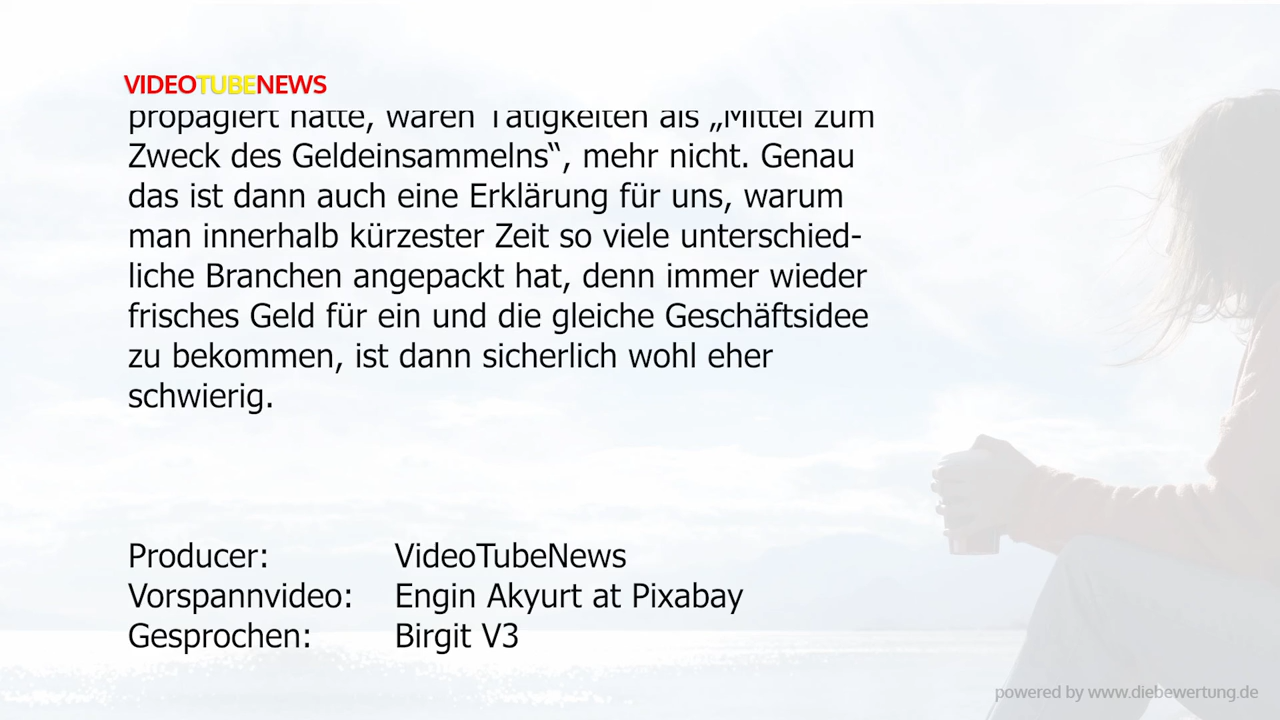 VIDEOTUBENEWS
propagiert hatte, waren Tätigkeiten als „Mittel zum
Zweck des Geldeinsammelns“, mehr nicht. Genau
das ist dann auch eine Erklärung für uns, warum
man innerhalb kürzester Zeit so viele unterschied-
liche Branchen angepackt hat, denn immer wieder
frisches Geld für ein und die gleiche Geschäftsidee
zu bekommen, ist dann sicherlich wohl eher
schwierig.
Producer: VideoTubeNews
Vorspannvideo: Engin Akyurt at Pixabay
Gesprochen: Birgit V3
powered by www.diebewertung.de